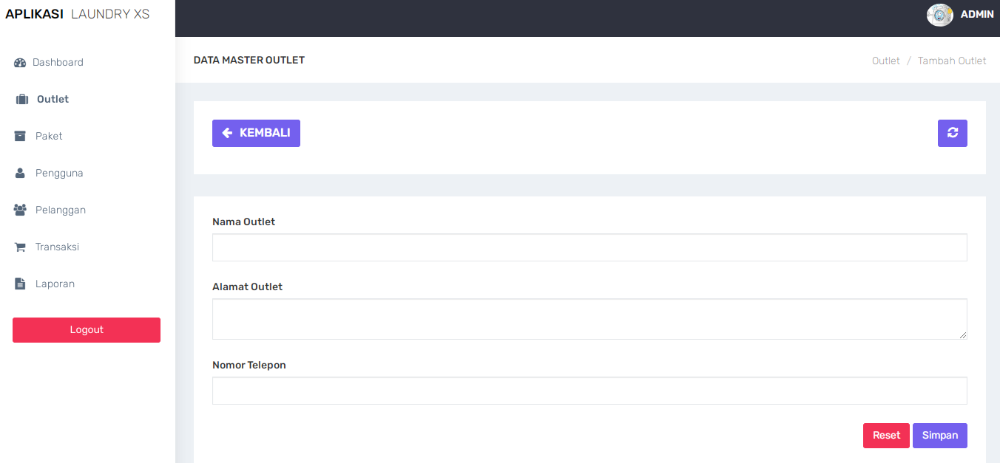 APLIKASI LAUNDRY XS
ADMIN
Dashboard
Outlet
Paket
Pengguna
Pelanggan
Transaksi
Laporan
Logout
DATA MASTER OUTLET
Outlet / Tambah Outlet
KEMBALI
Nama Outlet
Alamat Outlet
Nomor Telepon
Reset Simpan